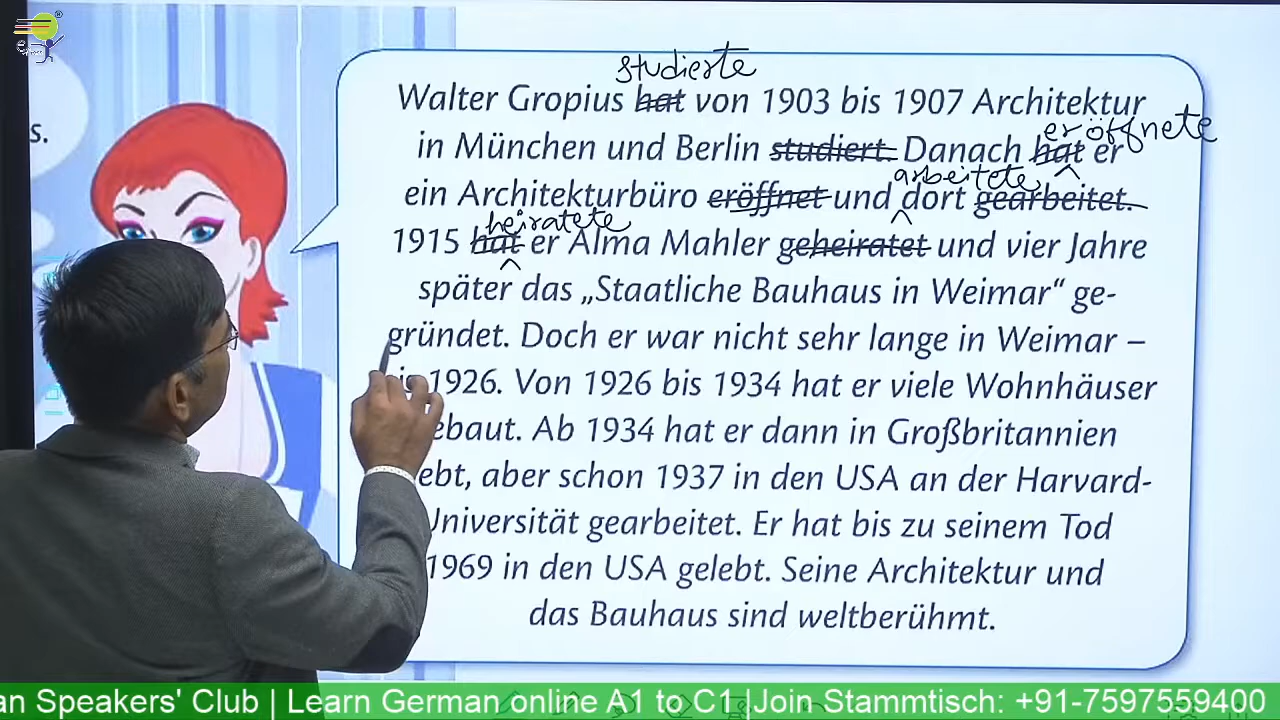 s.
studierte
Walter Gropius hat von 1903 bis 1907 Architektur
eröffnete
in München und Berlin studiert. Danach hat er
arbeitete
ein Architekturbüro eröffnet und dort gearbeitet.
heiratete
1915 hat er Alma Mahler geheiratet und vier Jahre
später das „Staatliche Bauhaus in Weimar“ ge-
gründet. Doch er war nicht sehr lange in Weimar –
1926. Von 1926 bis 1934 hat er viele Wohnhäuser
ebaut. Ab 1934 hat er dann in Großbritannien
ebt, aber schon 1937 in den USA an der Harvard-
Universität gearbeitet. Er hat bis zu seinem Tod
1969 in den USA gelebt. Seine Architektur und
das Bauhaus sind weltberühmt.
an Speakers' Club | Learn German online A1 to C1 |Join Stammtisch: +91-7597559400